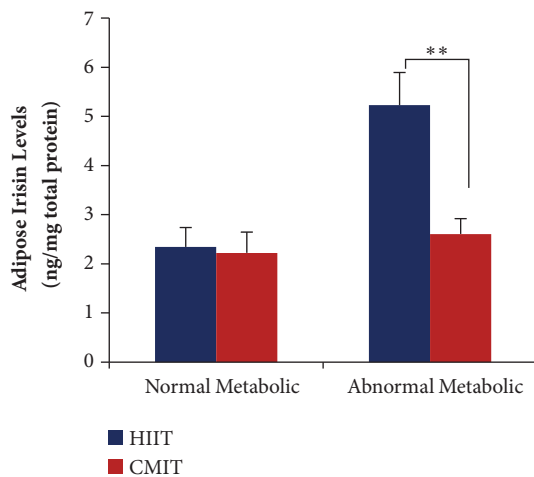 Adipose Irisin Levels
(ng/mg total protein)
7
6
5
4
3
2
1
0
**
Normal Metabolic
Abnormal Metabolic
HIIT
CMIT